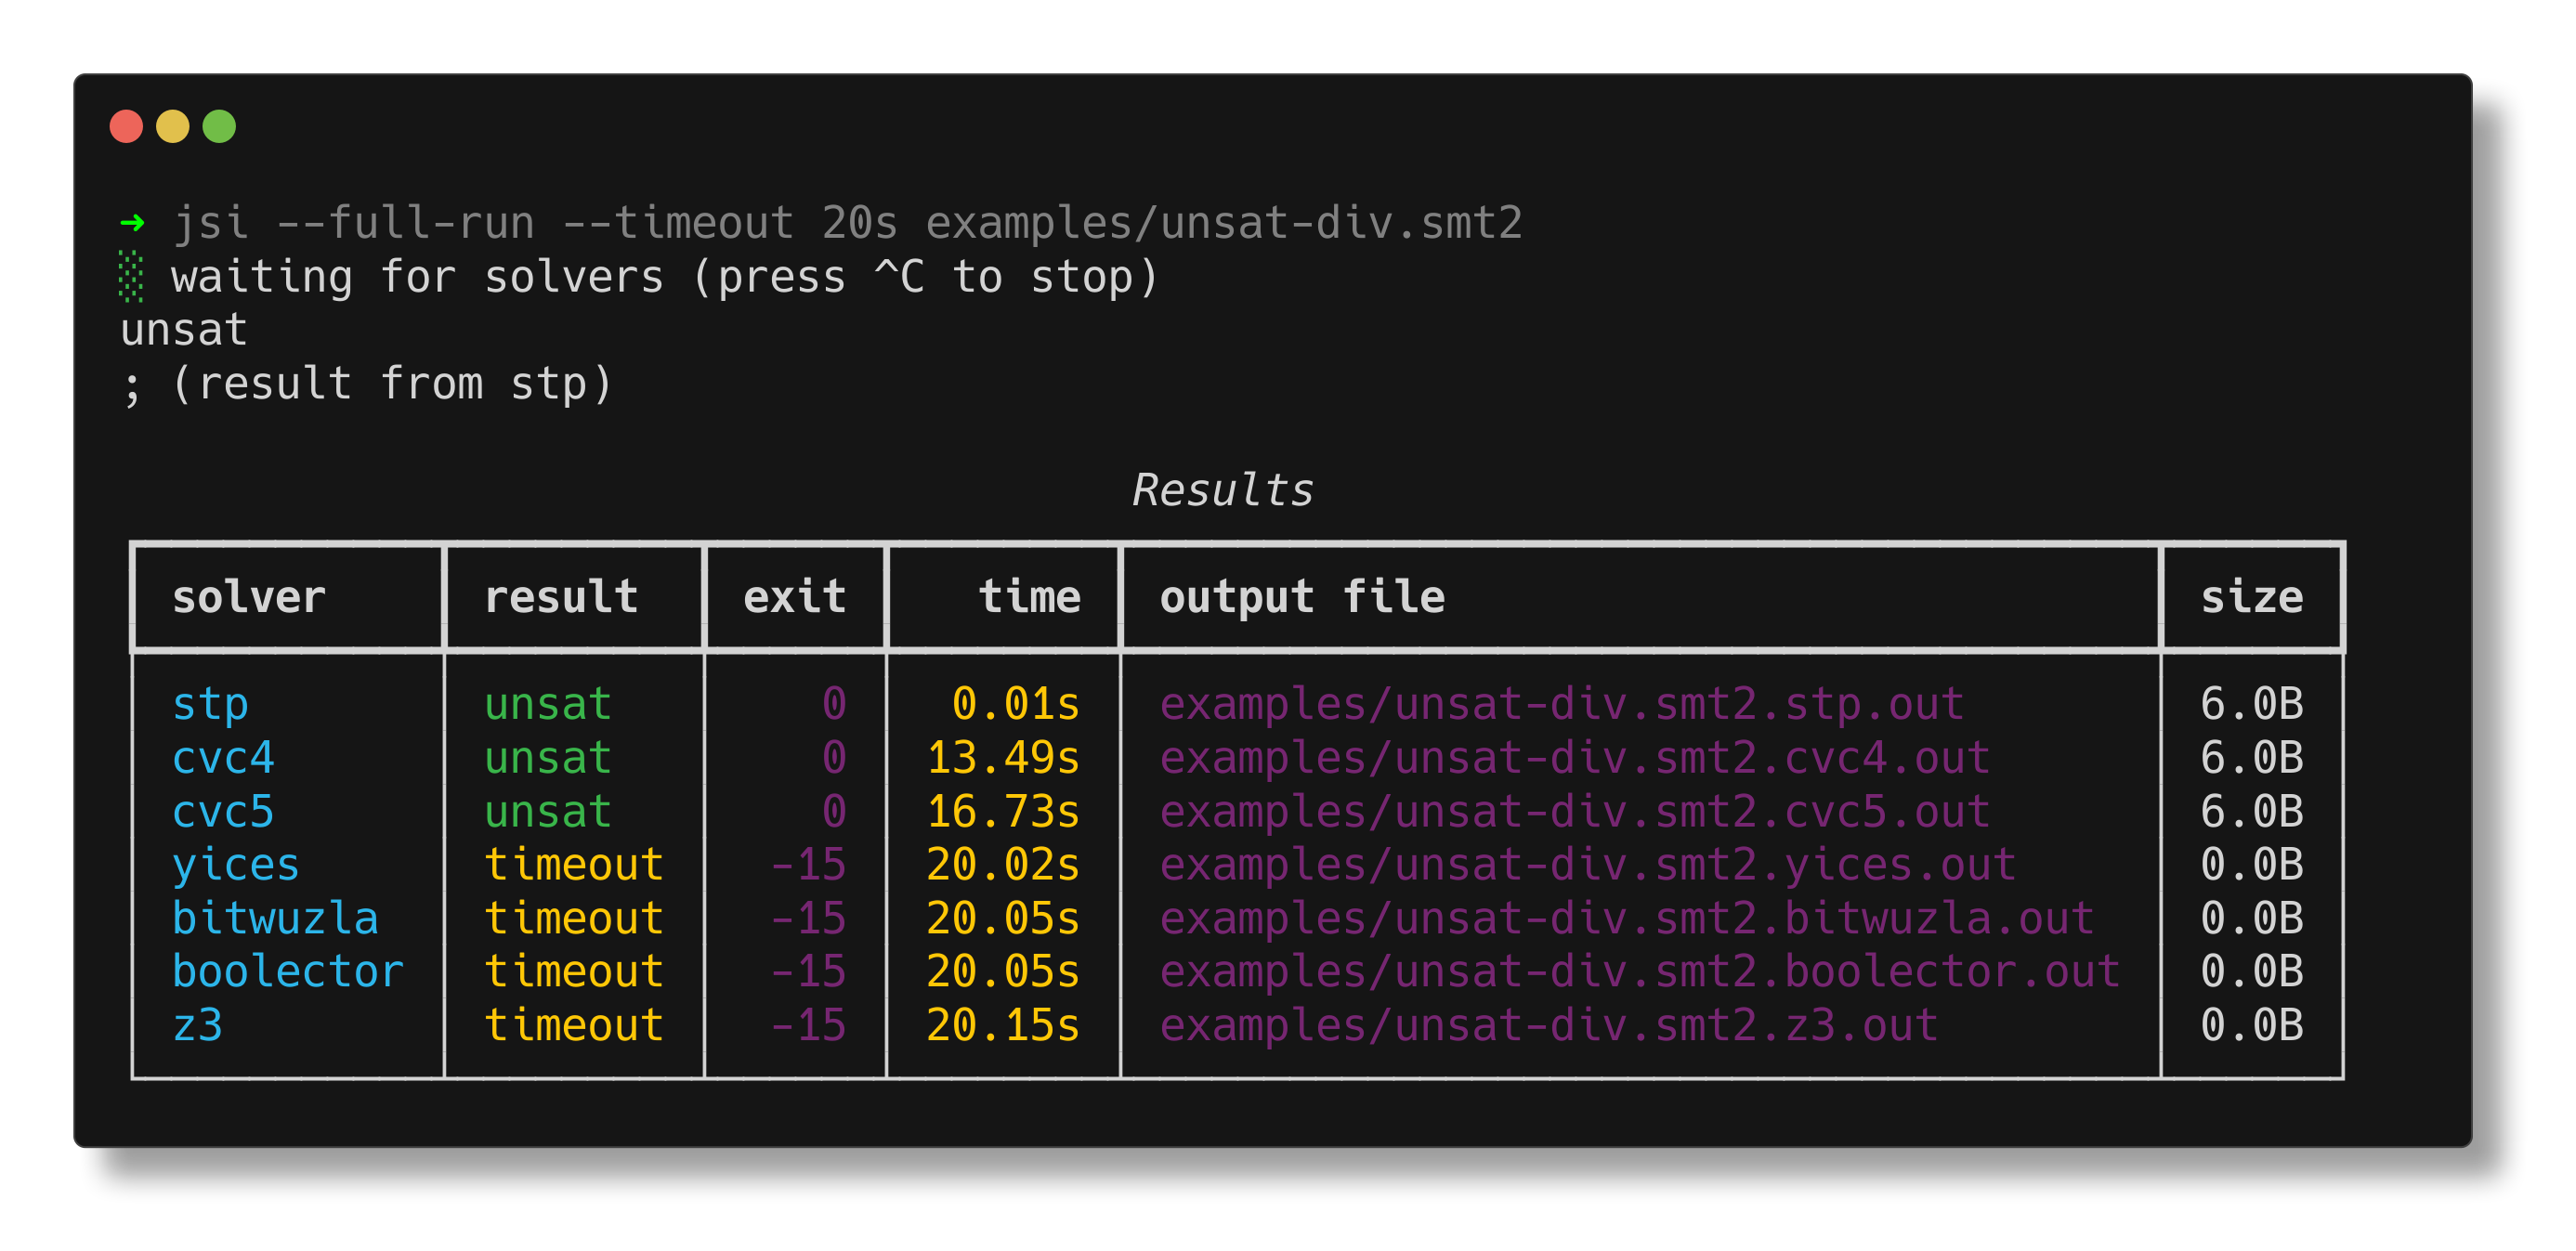 ➜ jsi --full-run --timeout 20s examples/unsat-div.smt2
░ waiting for solvers (press ^C to stop)
unsat
; (result from stp)
Results
solver result exit time output file size
stp unsat 0 0.01s examples/unsat-div.smt2.stp.out 6.0B
cvc4 unsat 0 13.49s examples/unsat-div.smt2.cvc4.out 6.0B
cvc5 unsat 0 16.73s examples/unsat-div.smt2.cvc5.out 6.0B
yices timeout -15 20.02s examples/unsat-div.smt2.yices.out 0.0B
bitwuzla timeout -15 20.05s examples/unsat-div.smt2.bitwuzla.out 0.0B
boolector timeout -15 20.05s examples/unsat-div.smt2.boolector.out 0.0B
z3 timeout -15 20.15s examples/unsat-div.smt2.z3.out 0.0B